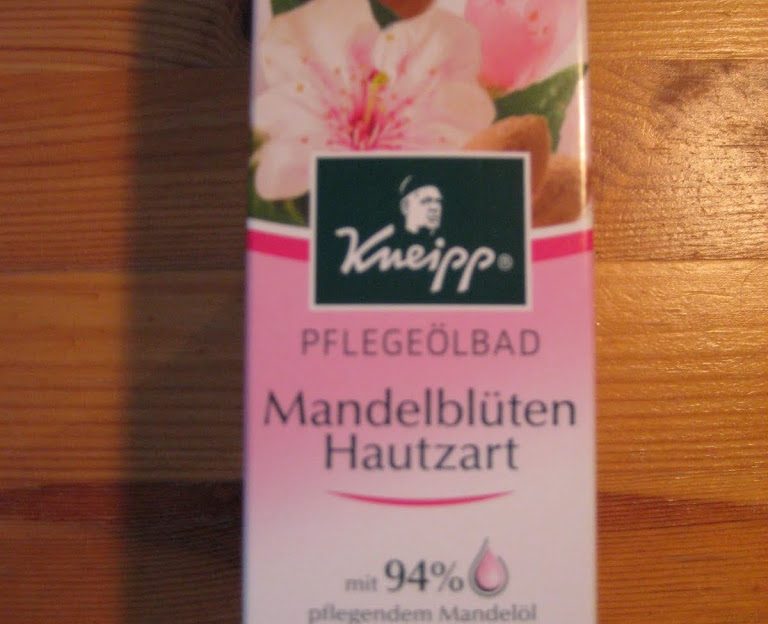 Kneipp®
PFLEGEÖLBAD
Mandelblüten
Hautzart
mit 94%
pflegendem Mandelöl